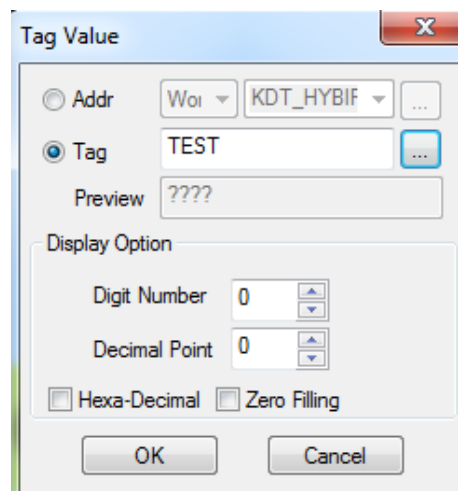 Tag Value
Addr Wor KDT_HYBIF ...
Tag TEST ...
Preview ????
Display Option
Digit Number 0
Decimal Point 0
Hexa-Decimal Zero Filling
OK Cancel